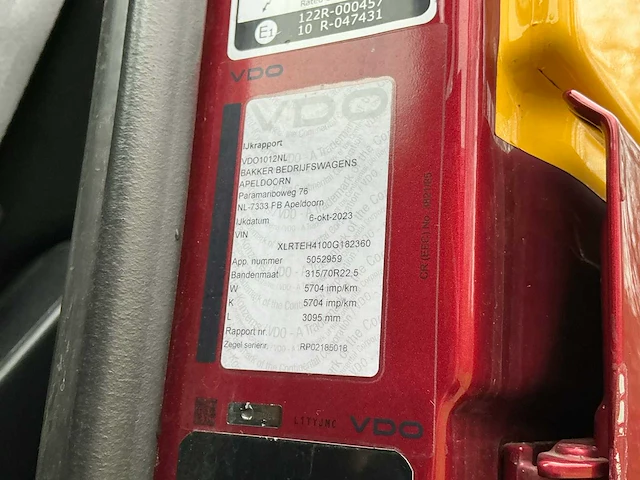 122R-000457
E1
10 R-047431
VDO
VDO
IJkrapport
VDO1012NL
BAKKER BEDRIJFSWAGENS
APELDOORN
Paramariboweg 76
NL-7333 FB Apeldoorn
IJkdatum 6-okt-2023
VIN
XLRTEH4100G182360
App. nummer 5052959
Bandenmaat 315/70R22,5
W 5704 imp/km
K 5704 imp/km
L 3095 mm
Rapport nr.
Zegel serienr. RP02185018
VDO